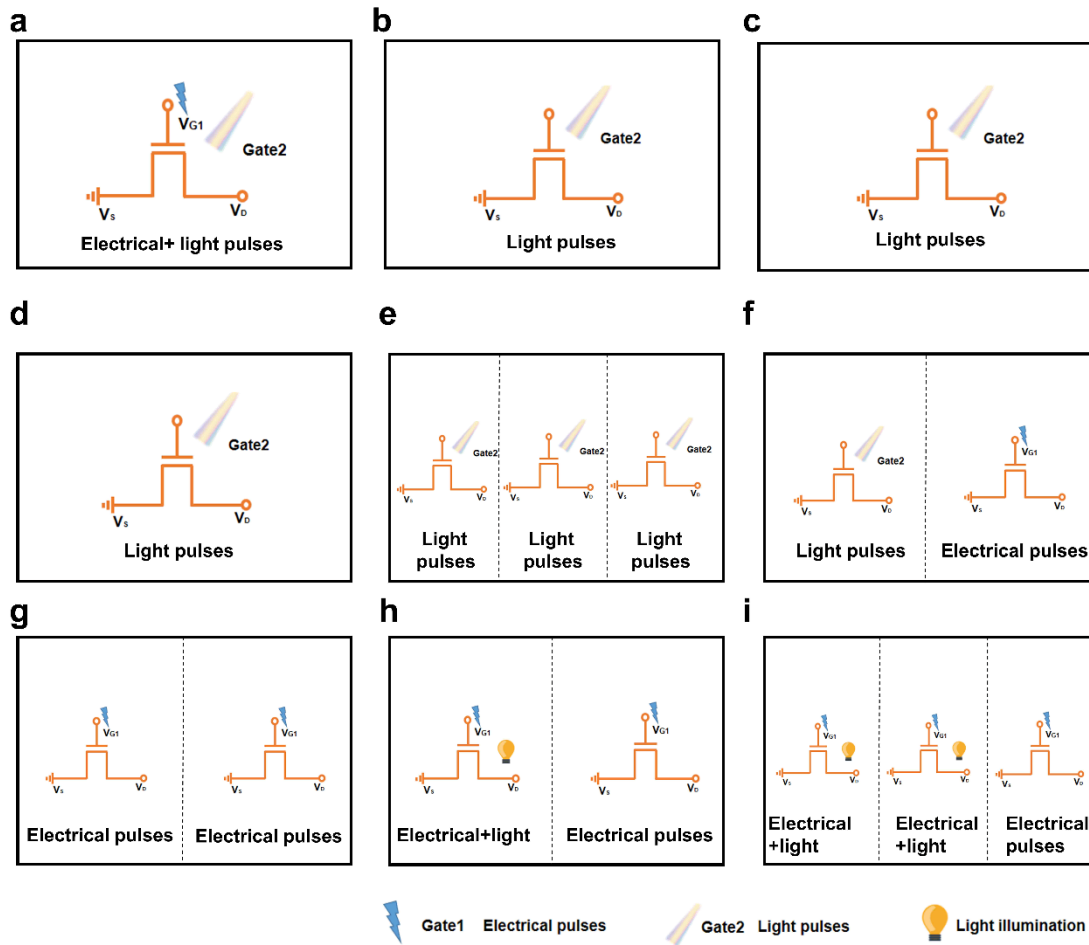 a
b
c
VG1
Gate2
VS
VD
Electrical+ light pulses
Gate2
VS
VD
Light pulses
Gate2
VS
VD
Light pulses
d
e
f
Gate2
VS
VD
Light pulses
Gate2
VS
VD
Light
pulses
Gate2
VS
VD
Light
pulses
Gate2
VS
VD
Light
pulses
Gate2
VS
VD
Light pulses
VG1
VS
VD
Electrical pulses
g
h
i
VG1
VS
VD
Electrical pulses
VG1
VS
VD
Electrical pulses
VG1
VS
VD
Electrical+light
VG1
VS
VD
Electrical pulses
VG1
VS
VD
Electrical
+light
VG1
VS
VD
Electrical
+light
VG1
VS
VD
Electrical
pulses
Gate1 Electrical pulses
Gate2 Light pulses
Light illumination